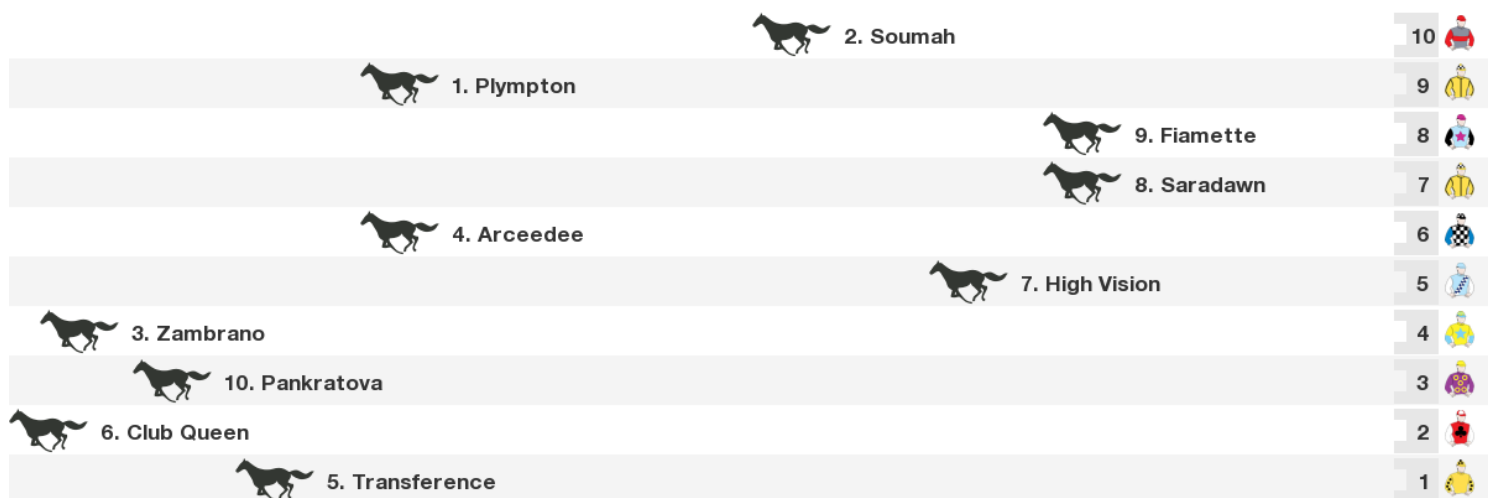 2. Soumah 10
1. Plympton 9
9. Fiamette 8
8. Saradawn 7
4. Arceedee 6
7. High Vision 5
3. Zambrano 4
10. Pankratova 3
6. Club Queen 2
5. Transference 1